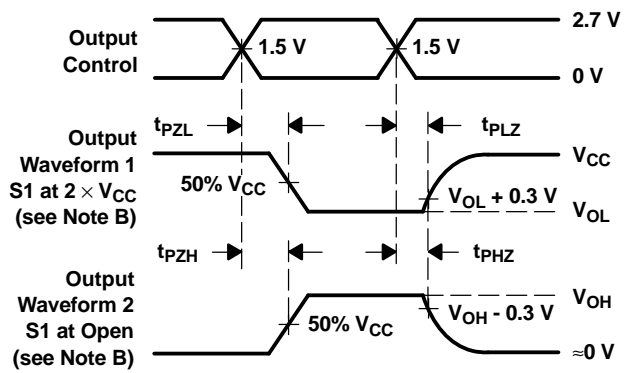 Output
Control
1.5 V
1.5 V
2.7 V
0 V
tPZL
tPLZ
Output
Waveform 1
S1 at 2 × VCC
(see Note B)
50% VCC
VCC
VOL + 0.3 V
VOL
tPZH
tPHZ
Output
Waveform 2
S1 at Open
(see Note B)
50% VCC
VOH
VOH - 0.3 V
≈0 V